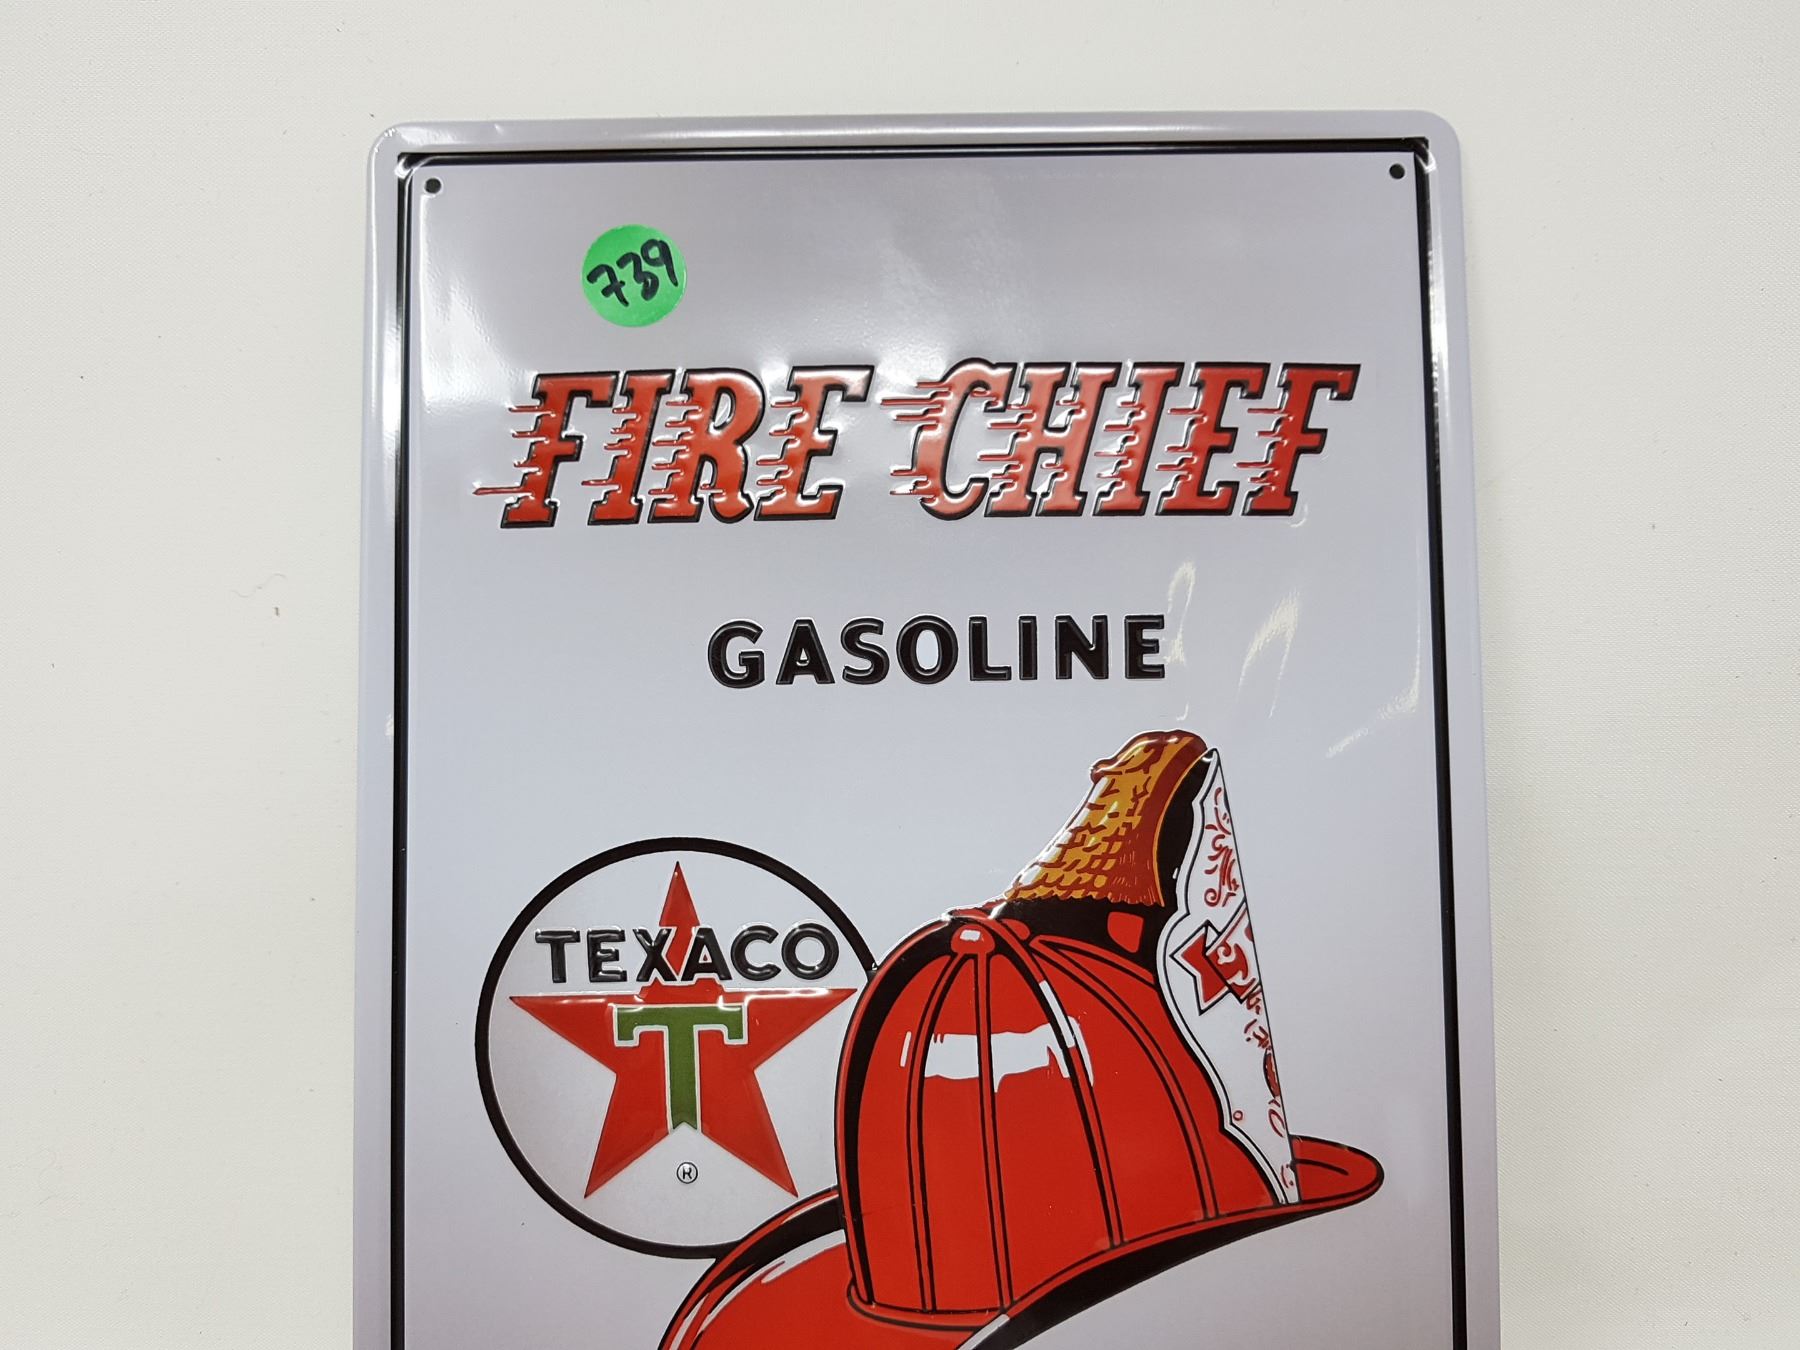 739
FIRE CHIEF
GASOLINE
TEXACO
T
®